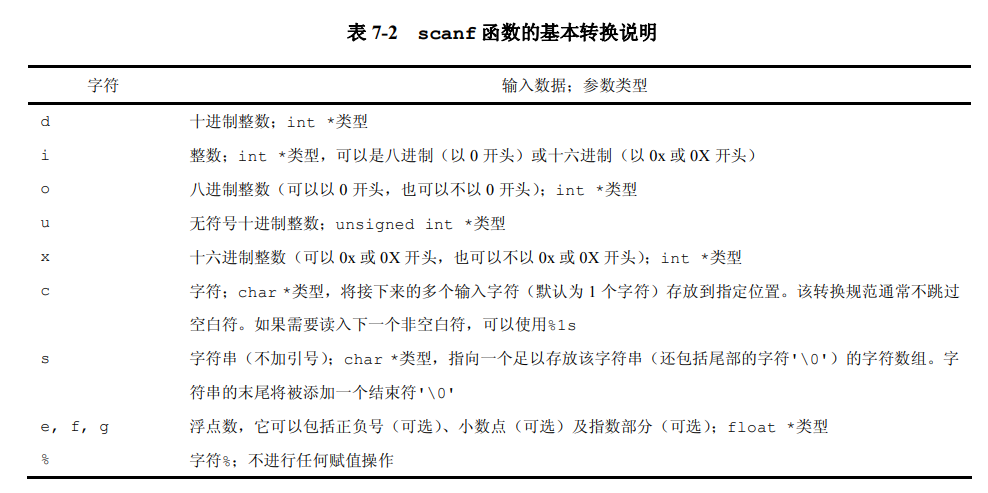 表 7-2 scanf 函数的基本转换说明
字符 输入数据；参数类型
d 十进制整数；int *类型
i 整数；int *类型，可以是八进制（以 0 开头）或十六进制（以 0x 或 0X 开头）
o 八进制整数（可以以 0 开头，也可以不以 0 开头）；int *类型
u 无符号十进制整数；unsigned int *类型
x 十六进制整数（可以 0x 或 0X 开头，也可以不以 0x 或 0X 开头）；int *类型
c 字符；char *类型，将接下来的多个输入字符（默认为 1 个字符）存放到指定位置。该转换规范通常不跳过
空白符。如果需要读入下一个非空白符，可以使用%1s
s 字符串（不加引号）；char *类型，指向一个足以存放该字符串（还包括尾部的字符'\0'）的字符数组。字
符串的末尾将被添加一个结束符'\0'
e, f, g 浮点数，它可以包括正负号（可选）、小数点（可选）及指数部分（可选）；float *类型
% 字符%；不进行任何赋值操作